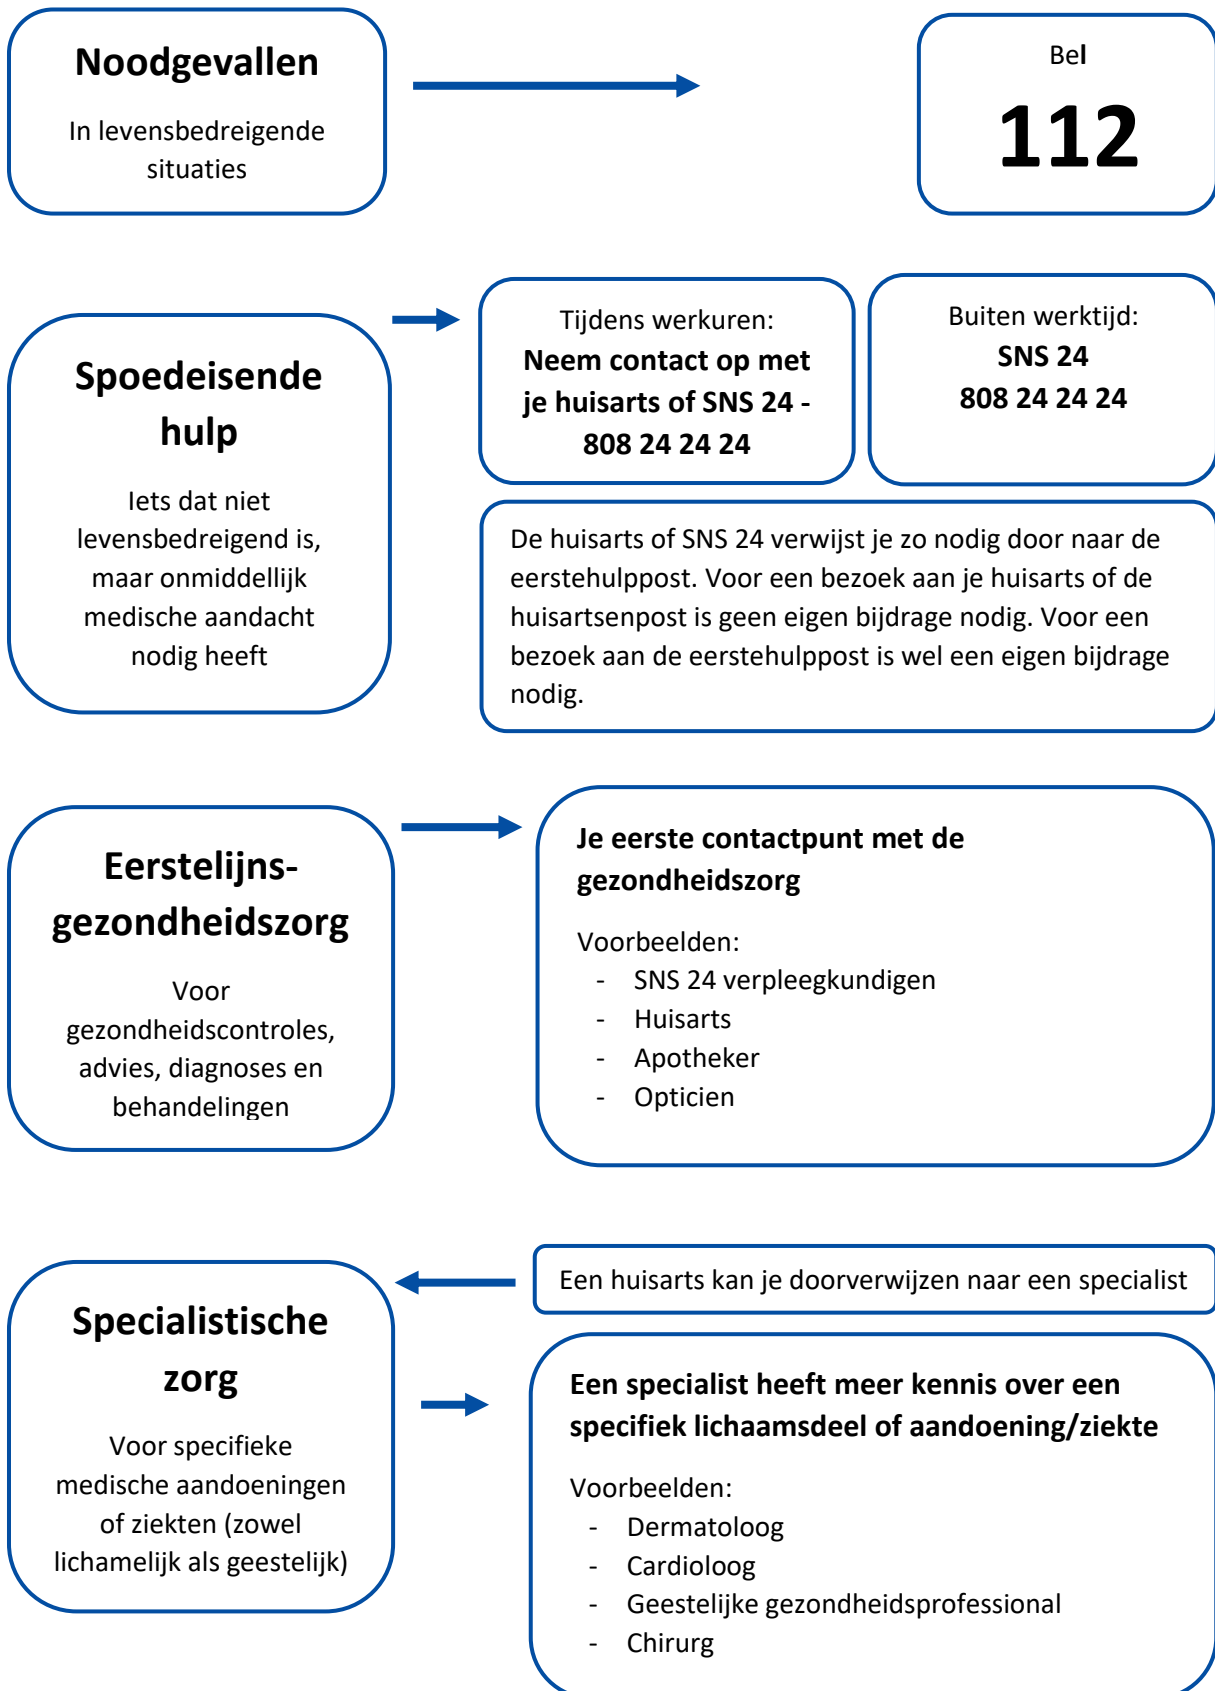 Noodgevallen
In levensbedreigende
situaties
Bel
112
Spoedeisende
hulp
Iets dat niet
levensbedreigend is,
maar onmiddellijk
medische aandacht
nodig heeft
Tijdens werkuren:
Neem contact op met
je huisarts of SNS 24 -
808 24 24 24
Buiten werktijd:
SNS 24
808 24 24 24
De huisarts of SNS 24 verwijst je zo nodig door naar de
eerstehulppost. Voor een bezoek aan je huisarts of de
huisartsenpost is geen eigen bijdrage nodig. Voor een
bezoek aan de eerstehulppost is wel een eigen bijdrage
nodig.
Eerstelijns-
gezondheidszorg
Voor
gezondheidscontroles,
advies, diagnoses en
behandelingen
Je eerste contactpunt met de
gezondheidszorg
Voorbeelden:
- SNS 24 verpleegkundigen
- Huisarts
- Apotheker
- Opticien
Specialistische
zorg
Voor specifieke
medische aandoeningen
of ziekten (zowel
lichamelijk als geestelijk)
Een huisarts kan je doorverwijzen naar een specialist
Een specialist heeft meer kennis over een
specifiek lichaamsdeel of aandoening/ziekte
Voorbeelden:
- Dermatoloog
- Cardioloog
- Geestelijke gezondheidsprofessional
- Chirurg